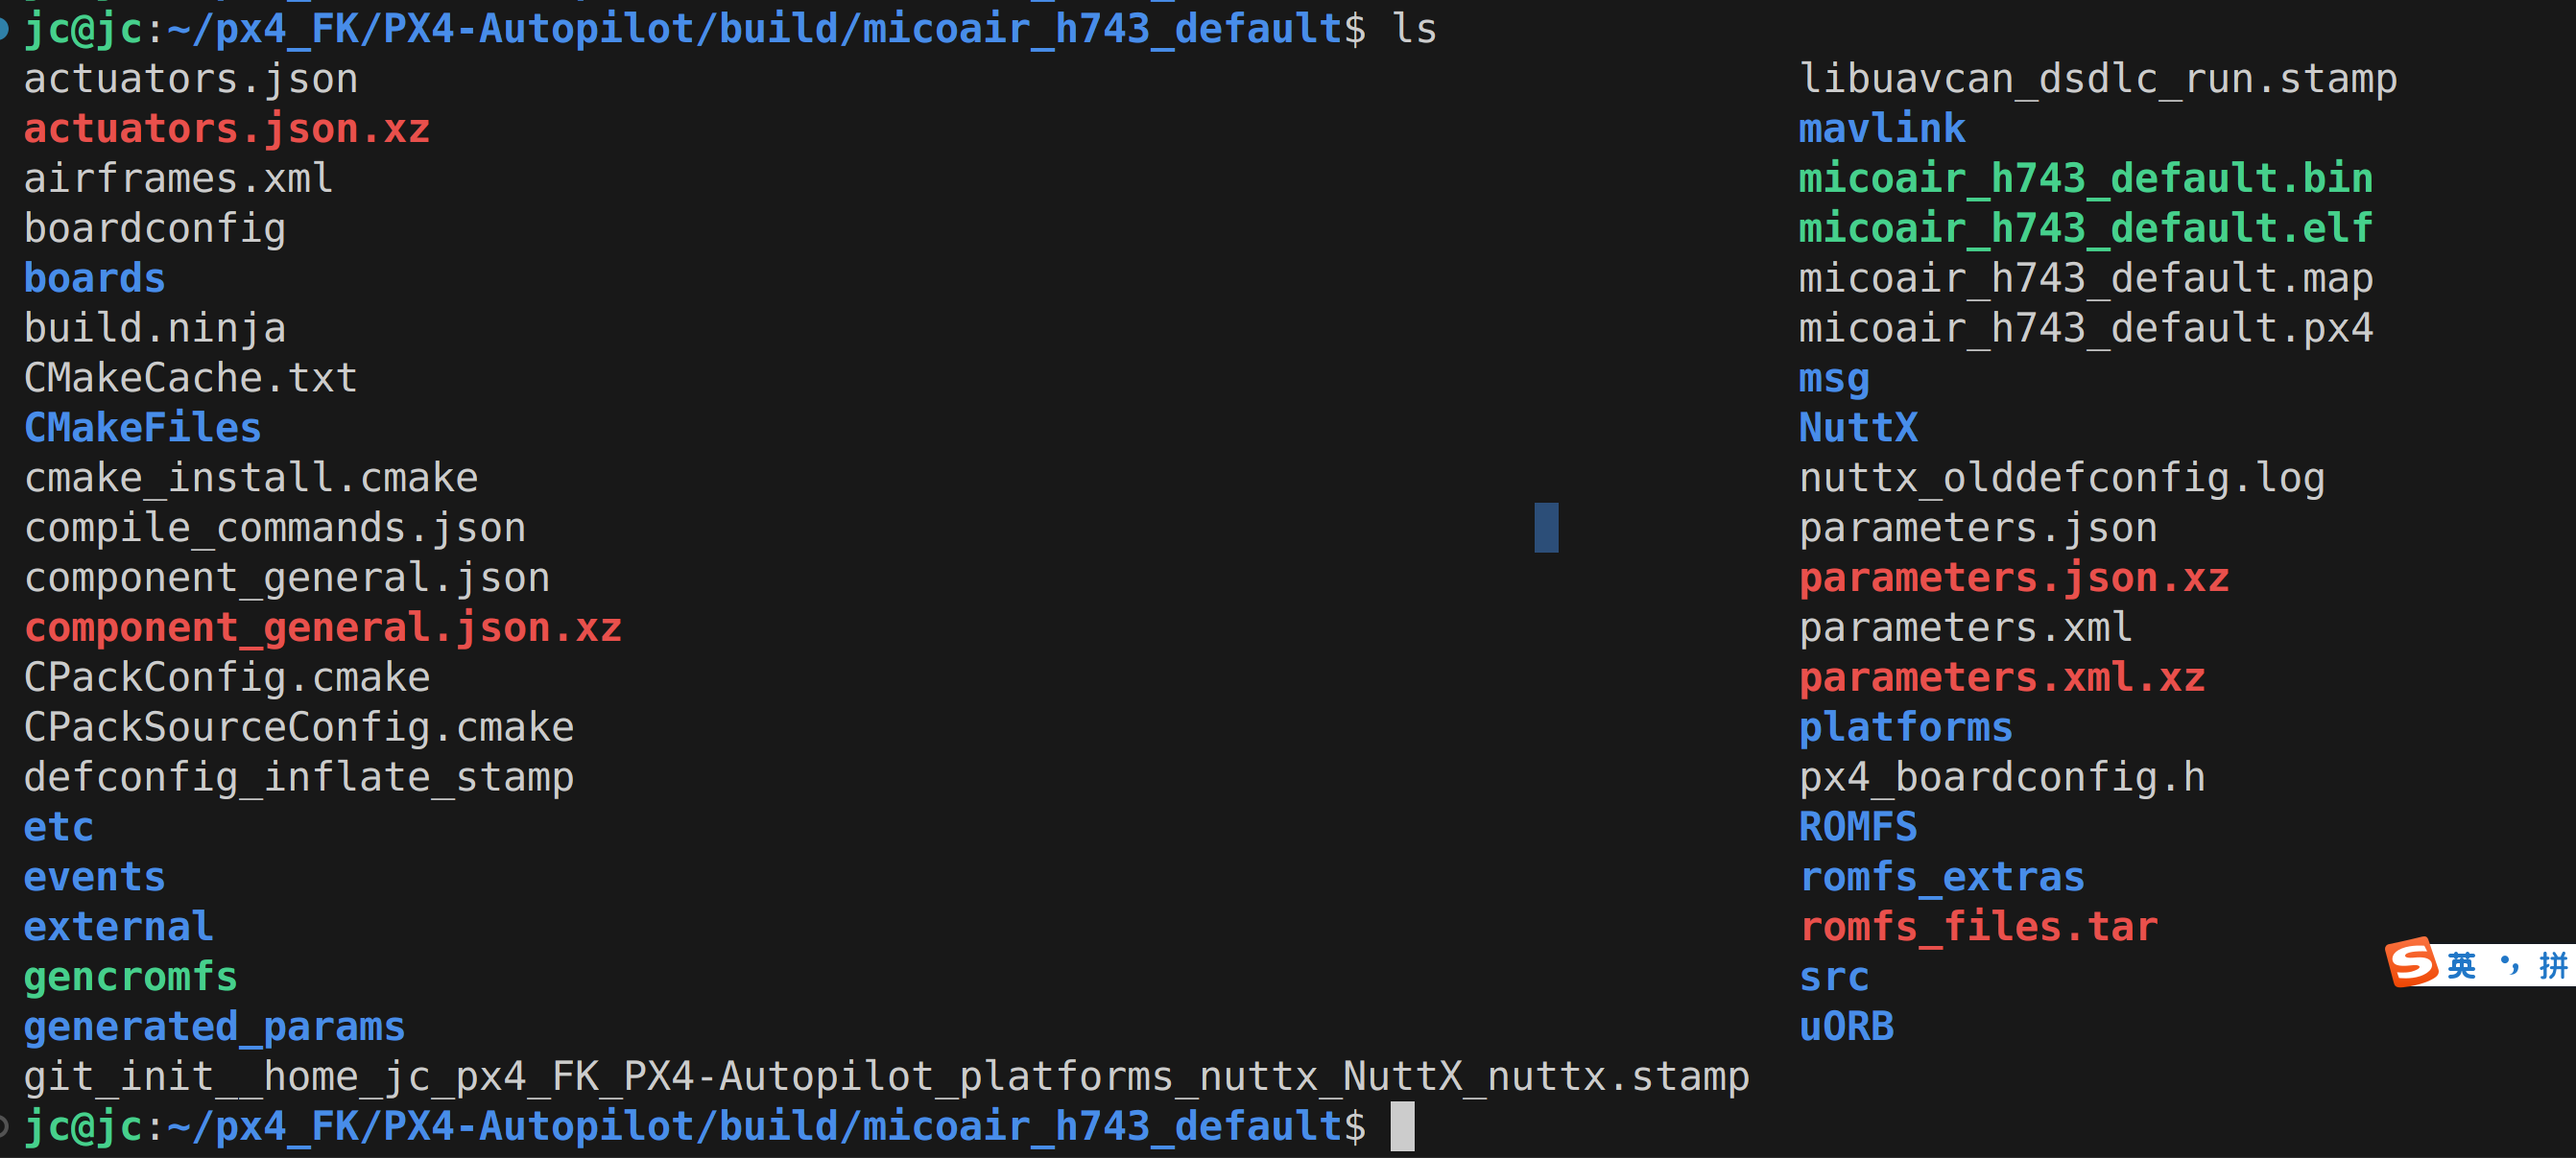 jc@jc:~/px4_FK/PX4-Autopilot/build/micoair_h743_default$ ls
actuators.json libuavcan_dsdlc_run.stamp
actuators.json.xz mavlink
airframes.xml micoair_h743_default.bin
boardconfig micoair_h743_default.elf
boards micoair_h743_default.map
build.ninja micoair_h743_default.px4
CMakeCache.txt msg
CMakeFiles NuttX
cmake_install.cmake nuttx_olddefconfig.log
compile_commands.json parameters.json
component_general.json parameters.json.xz
component_general.json.xz parameters.xml
CPackConfig.cmake parameters.xml.xz
CPackSourceConfig.cmake platforms
defconfig_inflate_stamp px4_boardconfig.h
etc ROMFS
events romfs_extras
external romfs_files.tar
gencromfs src
generated_params uORB
git_init__home_jc_px4_FK_PX4-Autopilot_platforms_nuttx_NuttX_nuttx.stamp
jc@jc:~/px4_FK/PX4-Autopilot/build/micoair_h743_default$
S 英 •, 拼